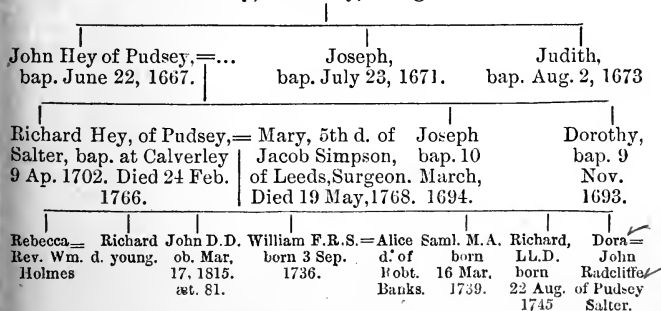 John Hey of Pudsey,=... Joseph, Judith,
bap. June 22, 1667. bap. July 23, 1671. bap. Aug. 2, 1673
Richard Hey, of Pudsey,= Mary, 5th d. of Joseph Dorothy,
Salter, bap. at Calverley Jacob Simpson, bap. 10 bap. 9
9 Ap. 1702. Died 24 Feb. of Leeds,Surgeon. March, Nov.
1766. Died 19 May,1768. 1694. 1693.
Rebecca= Richard John D.D. William F.R.S.=Alice Saml. M.A. Richard, Dora=
Rev. Wm. d. young. ob. Mar, born 3 Sep. d. of born LL.D. John
Holmes 17, 1815. 1736. Robt. 16 Mar, born Radcliffe
æt. 81. Banks. 1739. 22 Aug. of Pudsey
1745 Salter.